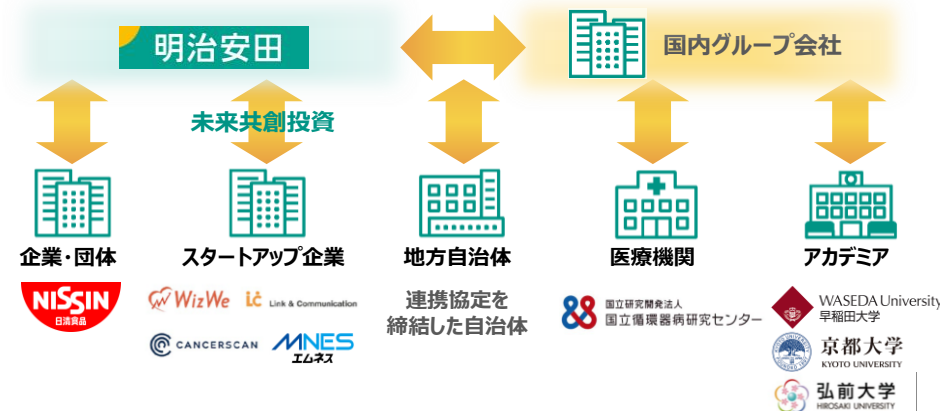 明治安田
国内グループ会社
未来共創投資
企業・団体
スタートアップ企業
地方自治体
医療機関
アカデミア
NISSIN
日清食品
WizWe
Link & Communication
CANCERSCAN
MNES
エムネス
連携協定を
締結した自治体
国立研究開発法人
国立循環器病研究センター
WASEDA University
早稲田大学
京都大学
KYOTO UNIVERSITY
弘前大学
HIROSAKI UNIVERSITY